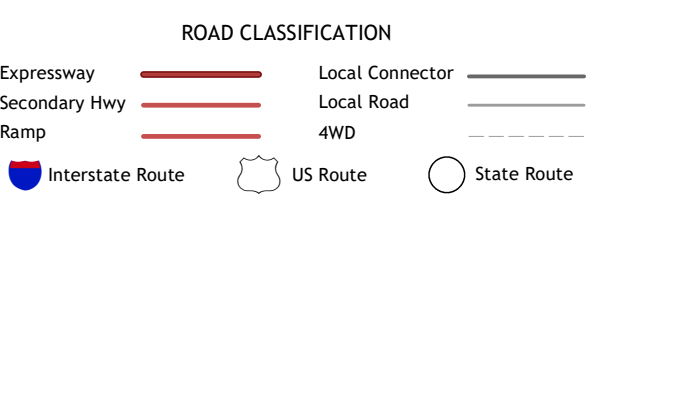 ROAD CLASSIFICATION
Expressway
Local Connector
Secondary Hwy
Local Road
Ramp
4WD
Interstate Route
US Route
State Route